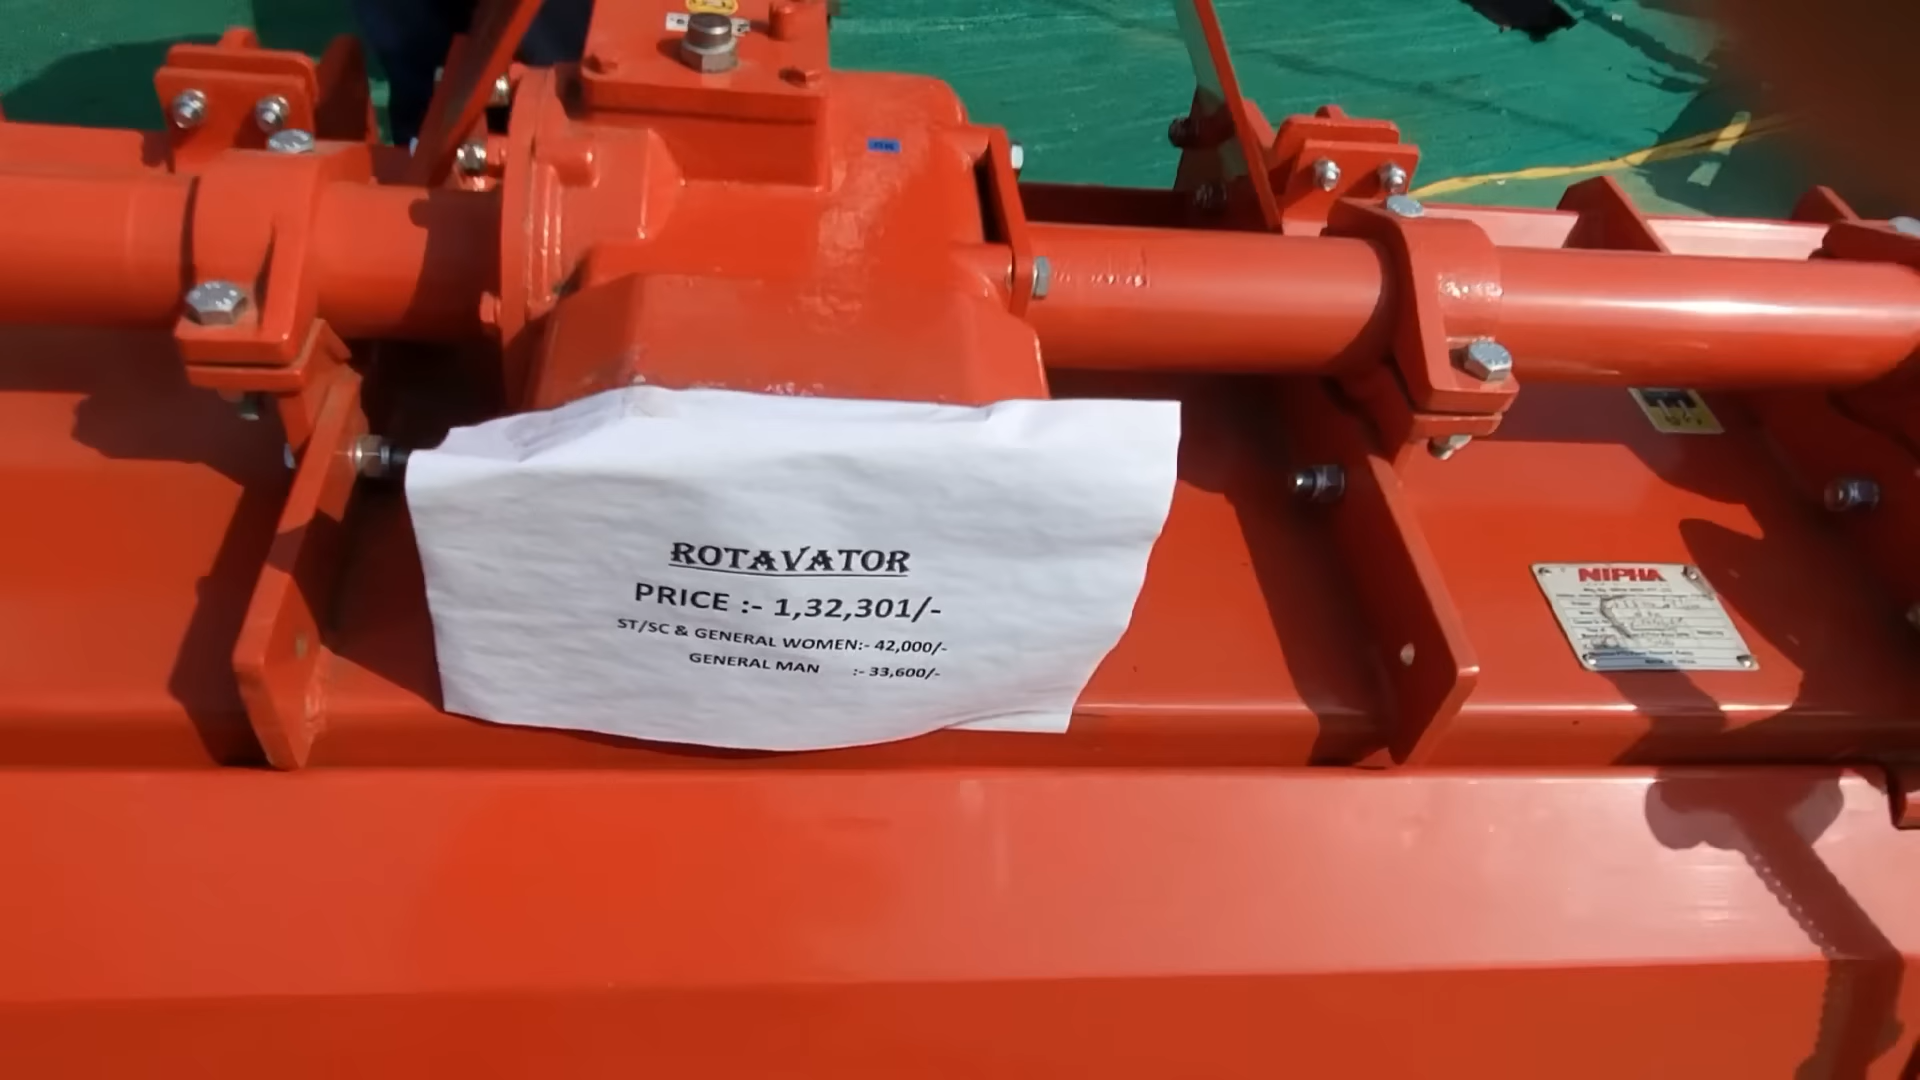 ROTAVATOR
PRICE :- 1,32,301/-
ST/SC & GENERAL WOMEN:- 42,000/-
GENERAL MAN :- 33,600/-
NIPHA